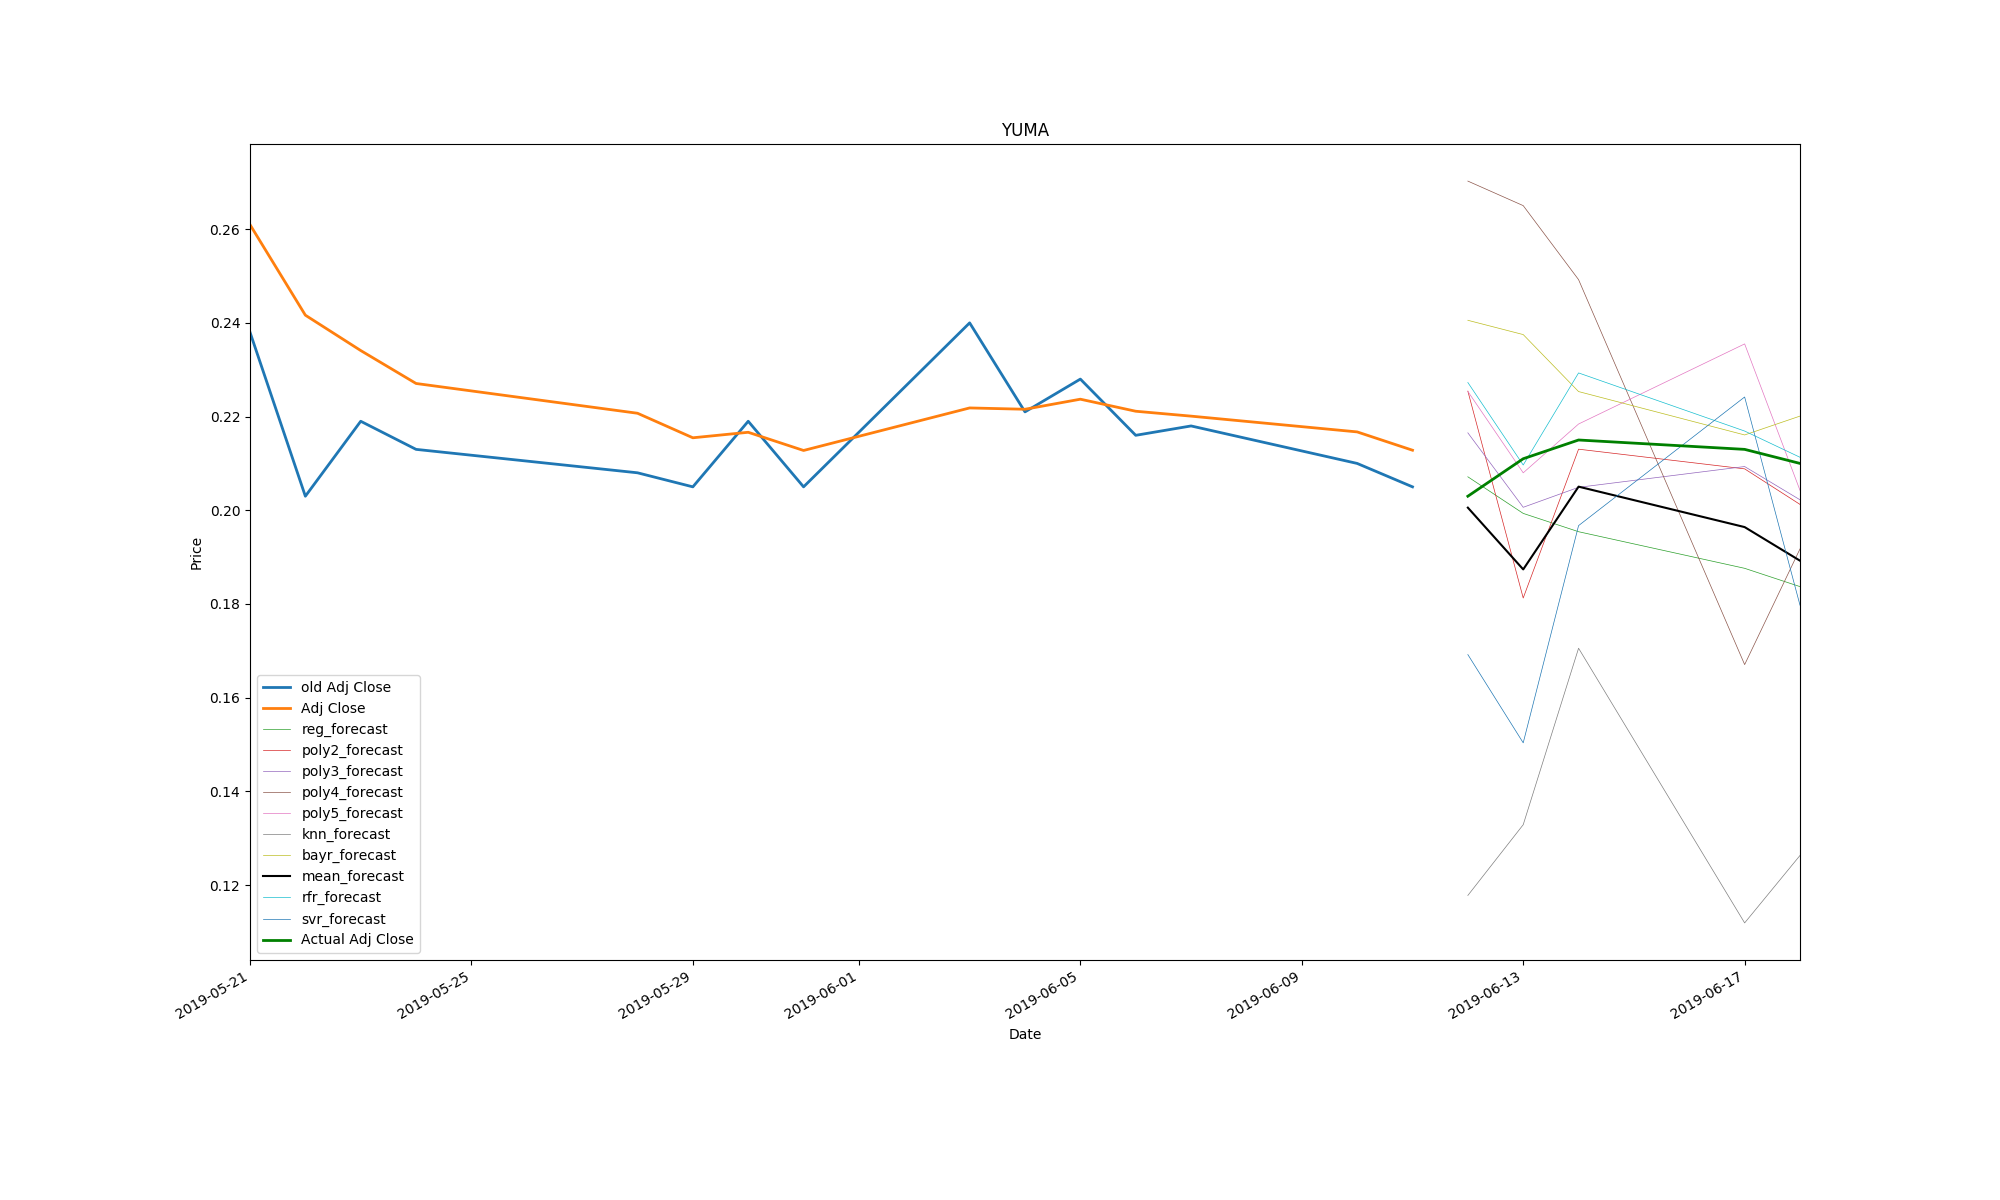 YUMA
Price
0.26
0.24
0.22
0.20
0.18
0.16
0.14
0.12
old Adj Close
Adj Close
reg_forecast
poly2_forecast
poly3_forecast
poly4_forecast
poly5_forecast
knn_forecast
bayr_forecast
mean_forecast
rfr_forecast
svr_forecast
Actual Adj Close
2019-05-21
2019-05-25
2019-05-29
2019-06-01
2019-06-05
2019-06-09
2019-06-13
2019-06-17
Date